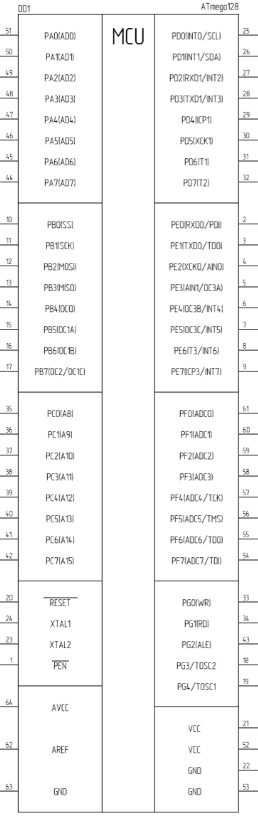 DD1 ATmega128
MCU
51 PA0(AD0) PD0(INT0/SCL) 25
50 PA1(AD1) PD1(INT1/SDA) 26
49 PA2(AD2) PD2(RXD1/INT2) 27
48 PA3(AD3) PD3(TXD1/INT3) 28
47 PA4(AD4) PD4(ICP1) 29
46 PA5(AD5) PD5(XCK1) 30
45 PA6(AD6) PD6(T1) 31
44 PA7(AD7) PD7(T2) 32
10 PB0(SS) PE0(RXD0/PDI) 2
11 PB1(SCK) PE1(TXD0/TDO) 3
12 PB2(MOSI) PE2(XCK0/AIN0) 4
13 PB3(MISO) PE3(AIN1/OC3A) 5
14 PB4(OC0) PE4(OC3B/INT4) 6
15 PB5(OC1A) PE5(OC3C/INT5) 7
16 PB6(OC1B) PE6(T3/INT6) 8
17 PB7(OC2/OC1C) PE7(ICP3/INT7) 9
35 PC0(A8) PF0(ADC0) 61
36 PC1(A9) PF1(ADC1) 60
37 PC2(A10) PF2(ADC2) 59
38 PC3(A11) PF3(ADC3) 58
39 PC4(A12) PF4(ADC4/TCK) 57
40 PC5(A13) PF5(ADC5/TMS) 56
41 PC6(A14) PF6(ADC6/TDO) 55
42 PC7(A15) PF7(ADC7/TDI) 54
20 RESET PG0(WR) 33
24 XTAL1 PG1(RD) 34
23 XTAL2 PG2(ALE) 43
1 PEN PG3/TOSC2 18
PG4/TOSC1 19
64 AVCC
VCC 21
62 AREF VCC 52
GND 22
63 GND GND 53